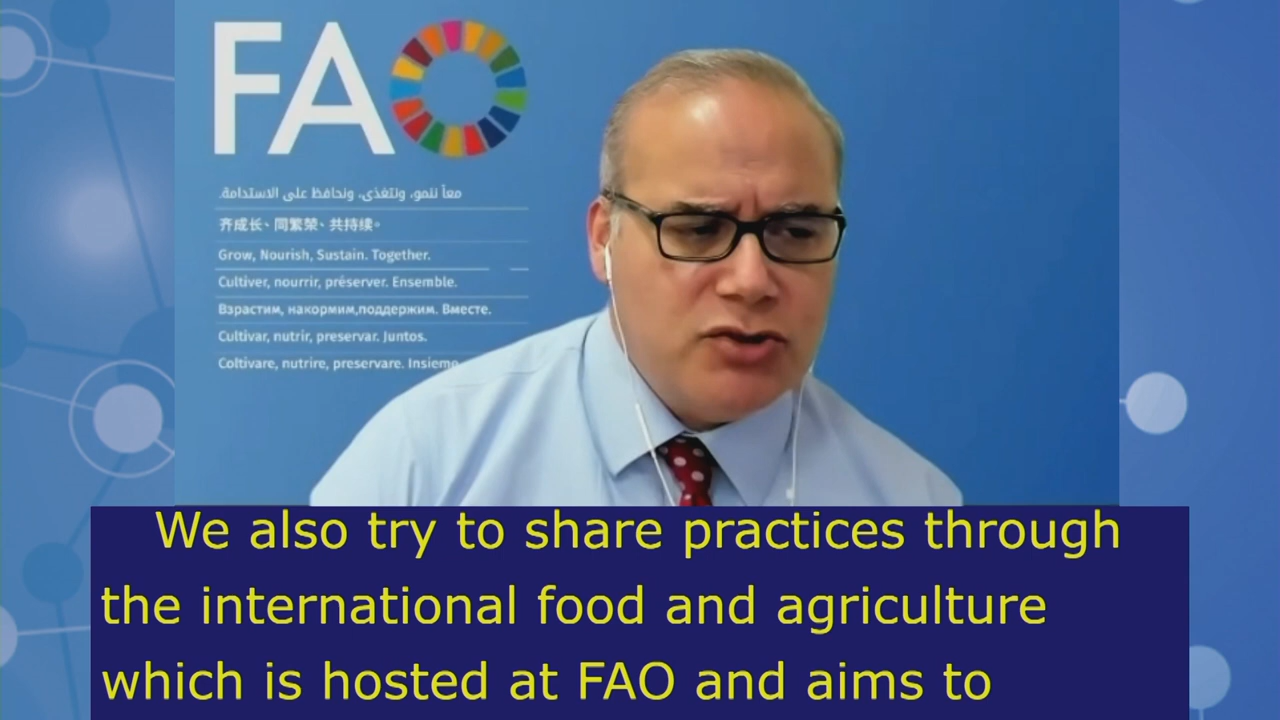 FAO
معاً ننمو، ونتغذى، ونحافظ على الاستدامة.
齐成长、同繁荣、共持续。
Grow, Nourish, Sustain. Together.
Cultiver, nourrir, préserver. Ensemble.
Взрастим, накормим,поддержим. Вместе.
Cultivar, nutrir, preservar. Juntos.
Coltivare, nutrire, preservare. Insieme
We also try to share practices through
the international food and agriculture
which is hosted at FAO and aims to